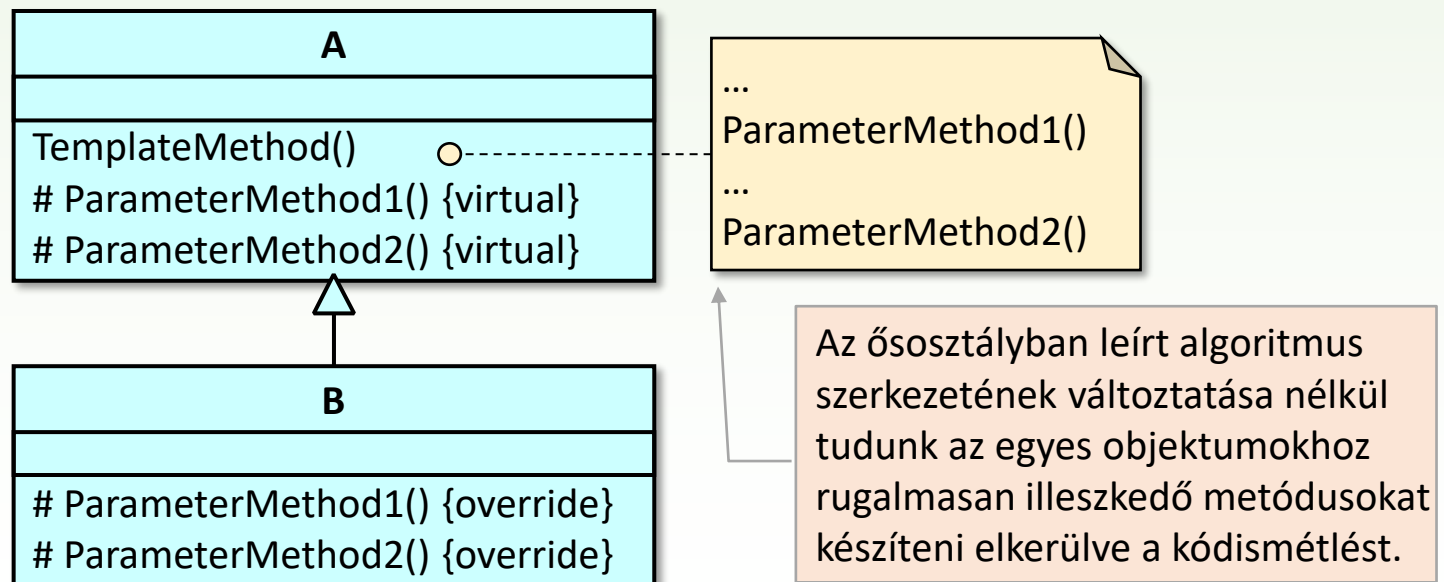 A
TemplateMethod()
# ParameterMethod1() {virtual}
# ParameterMethod2() {virtual}
...
ParameterMethod1()
...
ParameterMethod2()
B
# ParameterMethod1() {override}
# ParameterMethod2() {override}
Az ősosztályban leírt algoritmus
szerkezetének változtatása nélkül
tudunk az egyes objektumokhoz
rugalmasan illeszkedő metódusokat
készíteni elkerülve a kódismétlést.